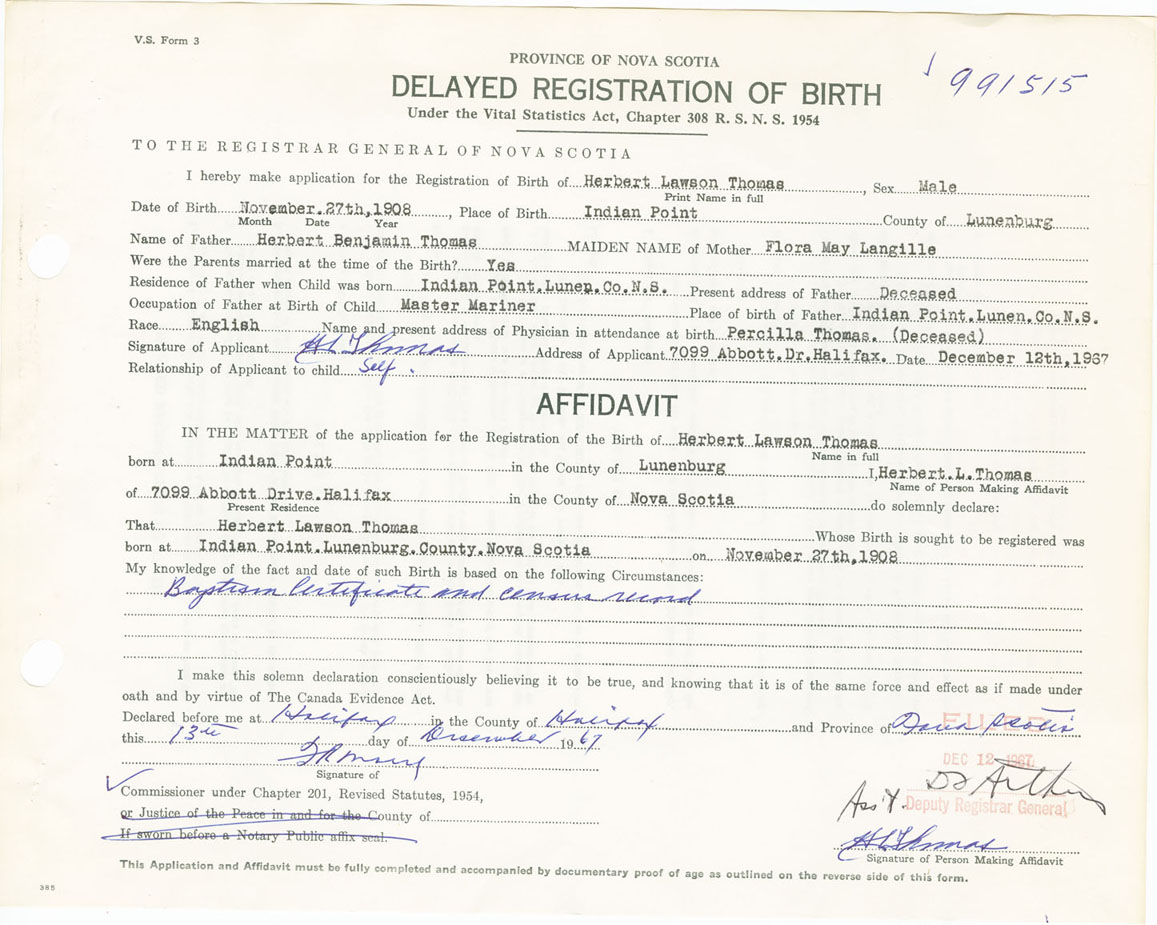 V.S. Form 3
PROVINCE OF NOVA SCOTIA
991515
DELAYED REGISTRATION OF BIRTH
Under the Vital Statistics Act, Chapter 308 R. S. N. S. 1954
TO THE REGISTRAR GENERAL OF NOVA SCOTIA
I hereby make application for the Registration of Birth of Herbert Lawson Thomas, Sex Male
Print Name in full
Date of Birth November.27th,1908, Place of Birth Indian Point County of Lunenburg
Month Date Year
Name of Father Herbert Benjamin Thomas MAIDEN NAME of Mother Flora May Langille
Were the Parents married at the time of the Birth? Yes
Residence of Father when Child was born Indian Point.Lunen.Co.N.S. Present address of Father Deceased
Occupation of Father at Birth of Child Master Mariner Place of birth of Father Indian Point.Lunen.Co.N.S.
Race English Name and present address of Physician in attendance at birth Percilla Thomas. (Deceased)
Signature of Applicant H L Thomas Address of Applicant 7099 Abbott.Dr.Halifax. Date December 12th,1967
Relationship of Applicant to child Self.
AFFIDAVIT
IN THE MATTER of the application for the Registration of the Birth of Herbert Lawson Thomas
Name in full
born at Indian Point in the County of Lunenburg I, Herbert.L.Thomas
Name of Person Making Affidavit
of 7099 Abbott Drive.Halifax in the County of Nova Scotia do solemnly declare:
Present Residence
That Herbert Lawson Thomas Whose Birth is sought to be registered was
born at Indian Point.Lunenburg.County.Nova Scotia on November 27th,1908
My knowledge of the fact and date of such Birth is based on the following Circumstances:
Baptism Certificate and census record
I make this solemn declaration conscientiously believing it to be true, and knowing that it is of the same force and effect as if made under
oath and by virtue of The Canada Evidence Act.
Declared before me at Halifax in the County of Halifax and Province of Nova Scotia
FILED
this 13th day of December 1967
DEC 12 1967
Signature of
Commissioner under Chapter 201, Revised Statutes, 1954,
Ass't. Deputy Registrar General
or Justice of the Peace in and for the County of
If sworn before a Notary Public affix seal.
H L Thomas
Signature of Person Making Affidavit
This Application and Affidavit must be fully completed and accompanied by documentary proof of age as outlined on the reverse side of this form.
385